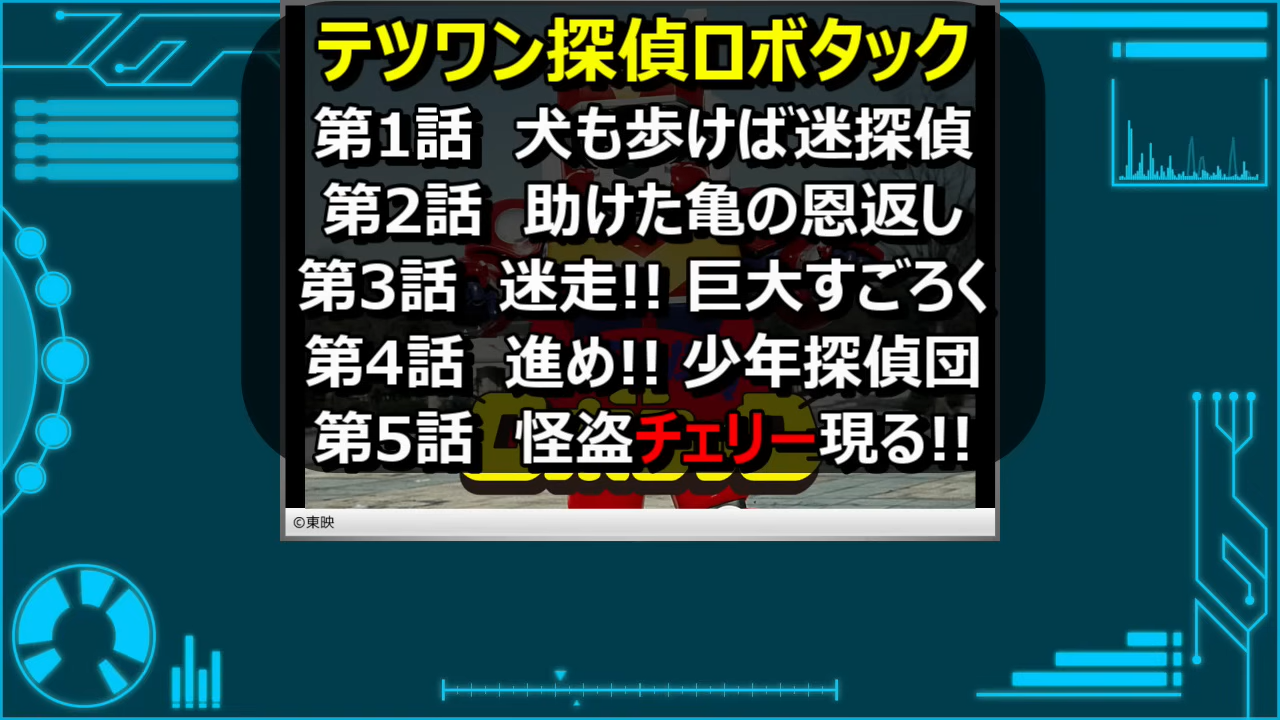 テツワン探偵ロボタック
第1話　犬も歩けば迷探偵
第2話　助けた亀の恩返し
第3話　迷走!! 巨大すごろく
第4話　進め!! 少年探偵団
第5話　怪盗チェリー現る!!
©東映